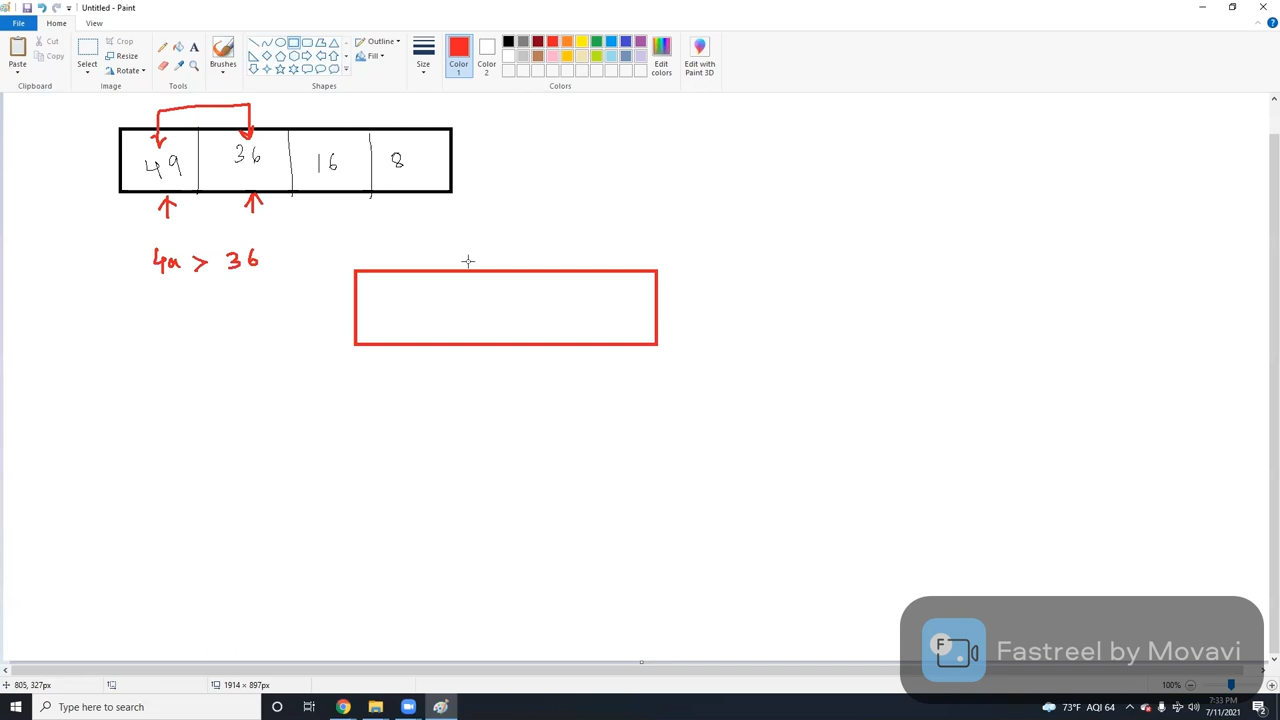 Untitled - Paint
File Home View
Paste Cut Copy Clipboard
Select Crop Resize Rotate Image
Tools
Brushes
Outline Fill Shapes
Size
Color 1 Color 2 Edit colors Colors
Edit with Paint 3D
49 36 16 8
49 > 36
Fastreel by Movavi
805, 327px 1914 × 897px 100%
Type here to search 73°F AQI 64 7:33 PM
7/11/2021